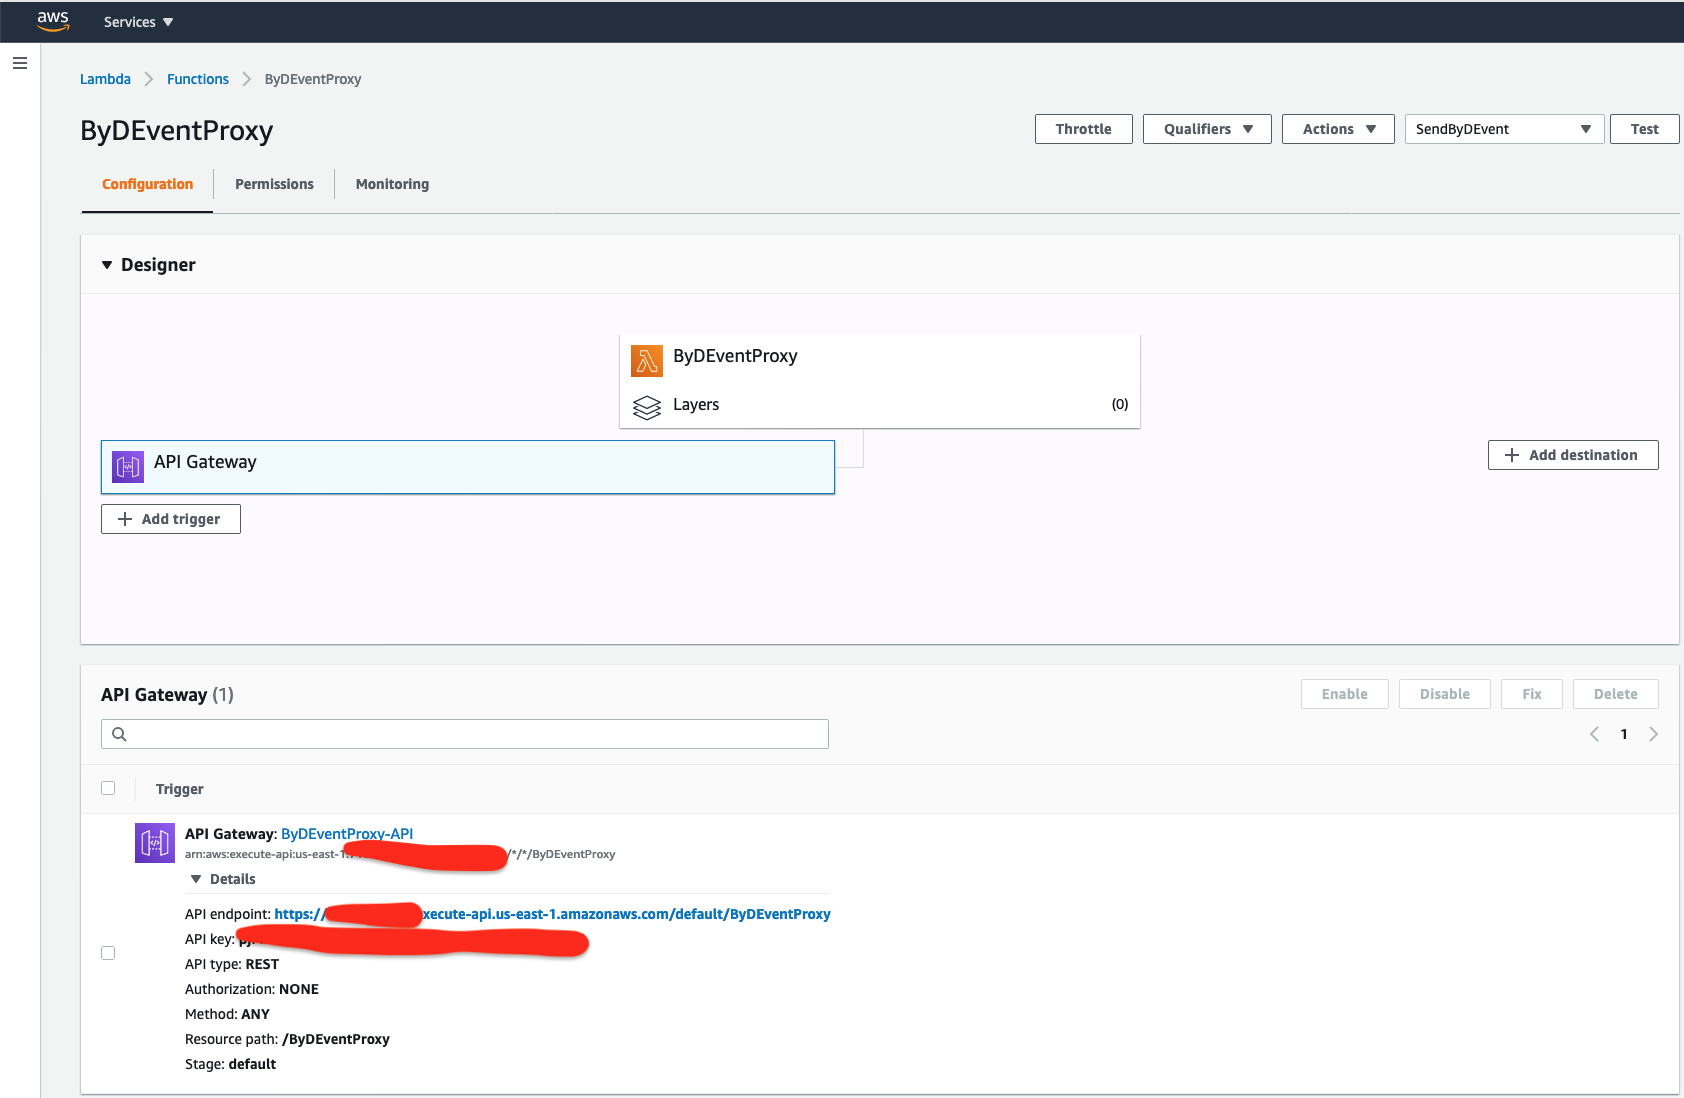 aws Services
Lambda Functions ByDEventProxy
ByDEventProxy
Throttle Qualifiers Actions SendByDEvent Test
Configuration Permissions Monitoring
Designer
ByDEventProxy
Layers (0)
API Gateway
+ Add destination
+ Add trigger
API Gateway (1)
Enable Disable Fix Delete
1
Trigger
API Gateway: ByDEventProxy-API
arn:aws:execute-api:us-east-1: /*/*/ByDEventProxy
Details
API endpoint: https:// xecute-api.us-east-1.amazonaws.com/default/ByDEventProxy
API key:
API type: REST
Authorization: NONE
Method: ANY
Resource path: /ByDEventProxy
Stage: default